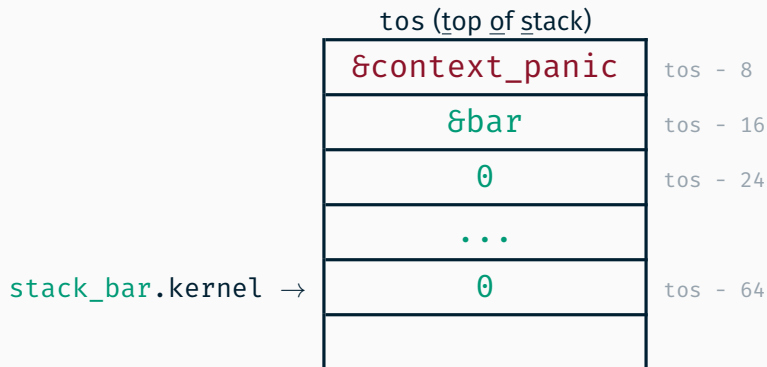 tos (top of stack)
&context_panic tos - 8
&bar tos - 16
0 tos - 24
...
stack_bar.kernel → 0 tos - 64